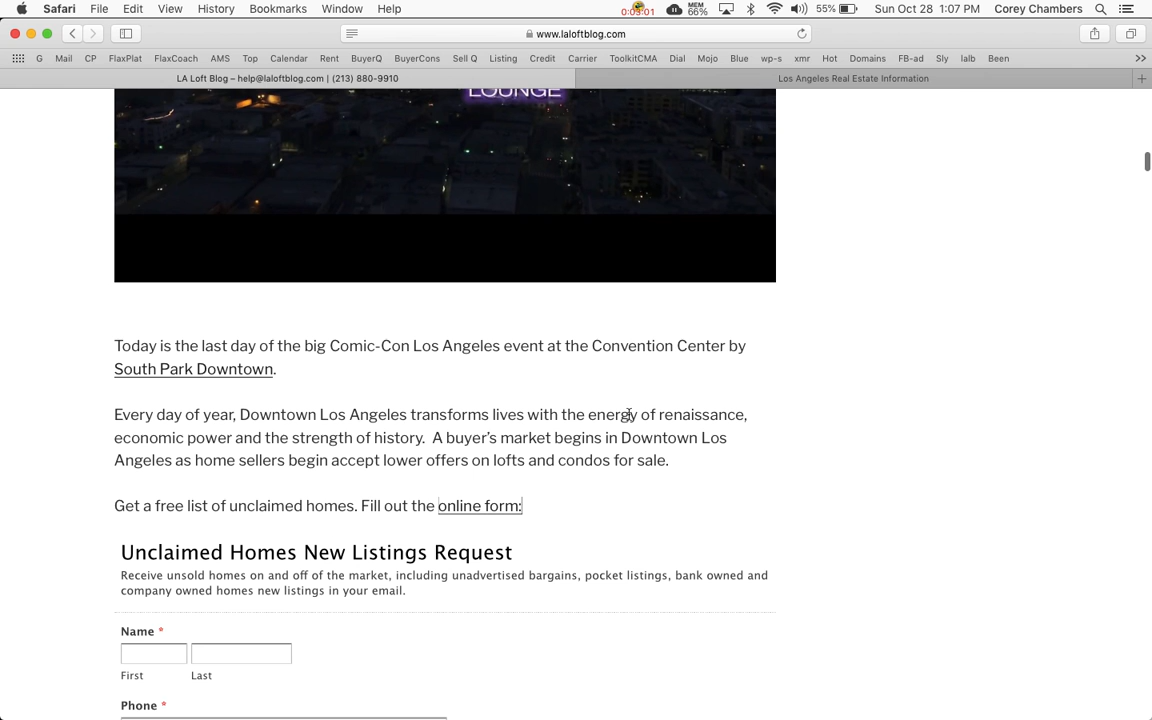 Safari File Edit View History Bookmarks Window Help 0:03:01 MEM 66% 55% Sun Oct 28 1:07 PM Corey Chambers
www.laloftblog.com
G Mail CP FlaxPlat FlaxCoach AMS Top Calendar Rent BuyerQ BuyerCons Sell Q Listing Credit Carrier ToolkitCMA Dial Mojo Blue wp-s xmr Hot Domains FB-ad Sly lalb Been
LA Loft Blog – help@laloftblog.com | (213) 880-9910 Los Angeles Real Estate Information
LOUNGE
Today is the last day of the big Comic-Con Los Angeles event at the Convention Center by
South Park Downtown.
Every day of year, Downtown Los Angeles transforms lives with the energy of renaissance,
economic power and the strength of history.  A buyer's market begins in Downtown Los
Angeles as home sellers begin accept lower offers on lofts and condos for sale.
Get a free list of unclaimed homes. Fill out the online form:
Unclaimed Homes New Listings Request
Receive unsold homes on and off of the market, including unadvertised bargains, pocket listings, bank owned and
company owned homes new listings in your email.
Name *
First Last
Phone *